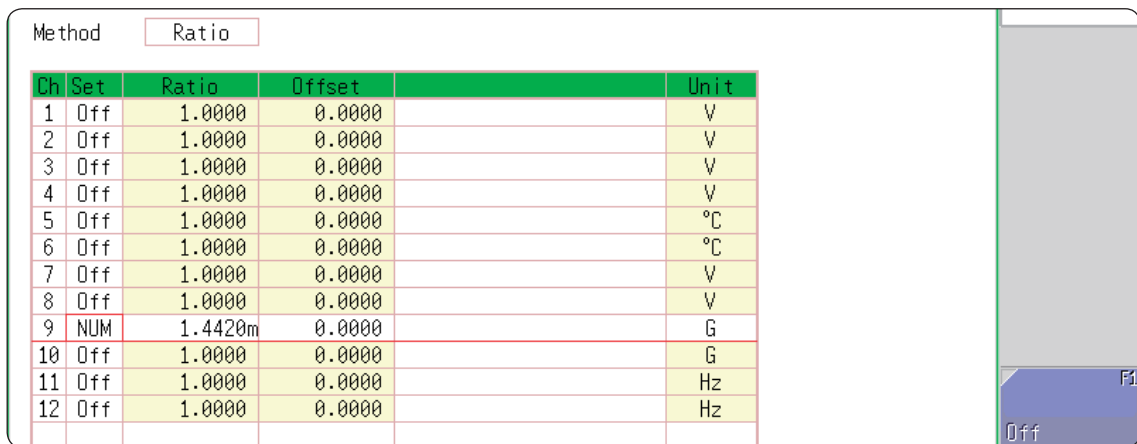 Method Ratio
Ch Set Ratio Offset Unit
1 Off 1.0000 0.0000 V
2 Off 1.0000 0.0000 V
3 Off 1.0000 0.0000 V
4 Off 1.0000 0.0000 V
5 Off 1.0000 0.0000 °C
6 Off 1.0000 0.0000 °C
7 Off 1.0000 0.0000 V
8 Off 1.0000 0.0000 V
9 NUM 1.4420m 0.0000 G
10 Off 1.0000 0.0000 G
11 Off 1.0000 0.0000 Hz
12 Off 1.0000 0.0000 Hz
F1
Off